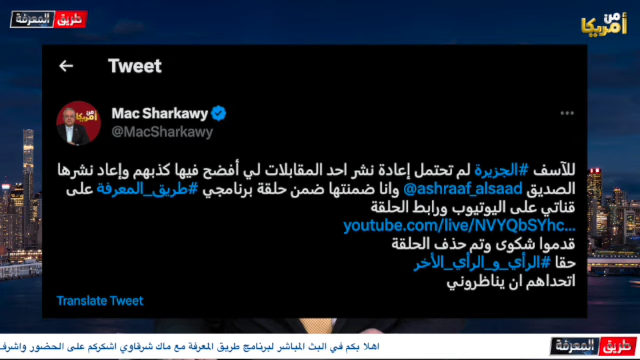 طريق المعرفة
من أمريكا
Tweet
Mac Sharkawy
@MacSharkawy
للآسف #الجزيرة لم تحتمل إعادة نشر احد المقابلات لي أفضح فيها كذبهم وإعاد نشرها
الصديق @ashraaf_alsaad وانا ضمنتها ضمن حلقة برنامجي #طريق_المعرفة على
قناتي على اليوتيوب ورابط الحلقة
youtube.com/live/NVYQbSYhc...
قدموا شكوى وتم حذف الحلقة
حقا #الرأي_و_الرأي_الأخر
اتحداهم ان يناظروني
Translate Tweet
اهلا بكم في البث المباشر لبرنامج طريق المعرفة مع ماك شرقاوي اشكركم على الحضور واشرف
طريق المعرفة